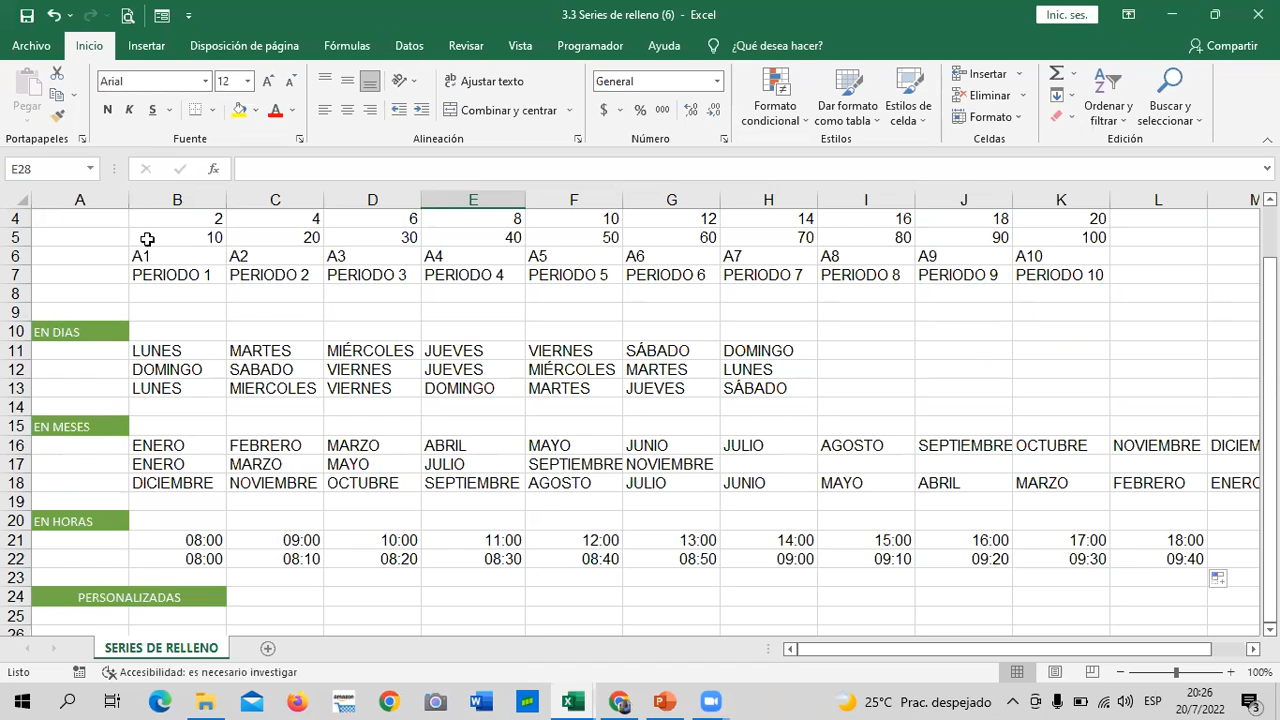 3.3 Series de relleno (6) - Excel
Inic. ses.
Archivo Inicio Insertar Disposición de página Fórmulas Datos Revisar Vista Programador Ayuda ¿Qué desea hacer? Compartir
Pegar
Arial 12
N K S
Ajustar texto
Combinar y centrar
General
$ % 000
Formato condicional
Dar formato como tabla
Estilos de celda
Insertar
Eliminar
Formato
Ordenar y filtrar
Buscar y seleccionar
Portapapeles Fuente Alineación Número Estilos Celdas Edición
E28 fx
A B C D E F G H I J K L M
4 2 4 6 8 10 12 14 16 18 20
5 10 20 30 40 50 60 70 80 90 100
6 A1 A2 A3 A4 A5 A6 A7 A8 A9 A10
7 PERIODO 1 PERIODO 2 PERIODO 3 PERIODO 4 PERIODO 5 PERIODO 6 PERIODO 7 PERIODO 8 PERIODO 9 PERIODO 10
8
9
10 EN DIAS
11 LUNES MARTES MIÉRCOLES JUEVES VIERNES SÁBADO DOMINGO
12 DOMINGO SABADO VIERNES JUEVES MIÉRCOLES MARTES LUNES
13 LUNES MIERCOLES VIERNES DOMINGO MARTES JUEVES SÁBADO
14
15 EN MESES
16 ENERO FEBRERO MARZO ABRIL MAYO JUNIO JULIO AGOSTO SEPTIEMBRE OCTUBRE NOVIEMBRE DICIEM
17 ENERO MARZO MAYO JULIO SEPTIEMBRE NOVIEMBRE
18 DICIEMBRE NOVIEMBRE OCTUBRE SEPTIEMBRE AGOSTO JULIO JUNIO MAYO ABRIL MARZO FEBRERO ENERO
19
20 EN HORAS
21 08:00 09:00 10:00 11:00 12:00 13:00 14:00 15:00 16:00 17:00 18:00
22 08:00 08:10 08:20 08:30 08:40 08:50 09:00 09:10 09:20 09:30 09:40
23
24 PERSONALIZADAS
25
26
SERIES DE RELLENO
Listo Accesibilidad: es necesario investigar 100%
25°C Prac. despejado ESP 20:26
20/7/2022 3